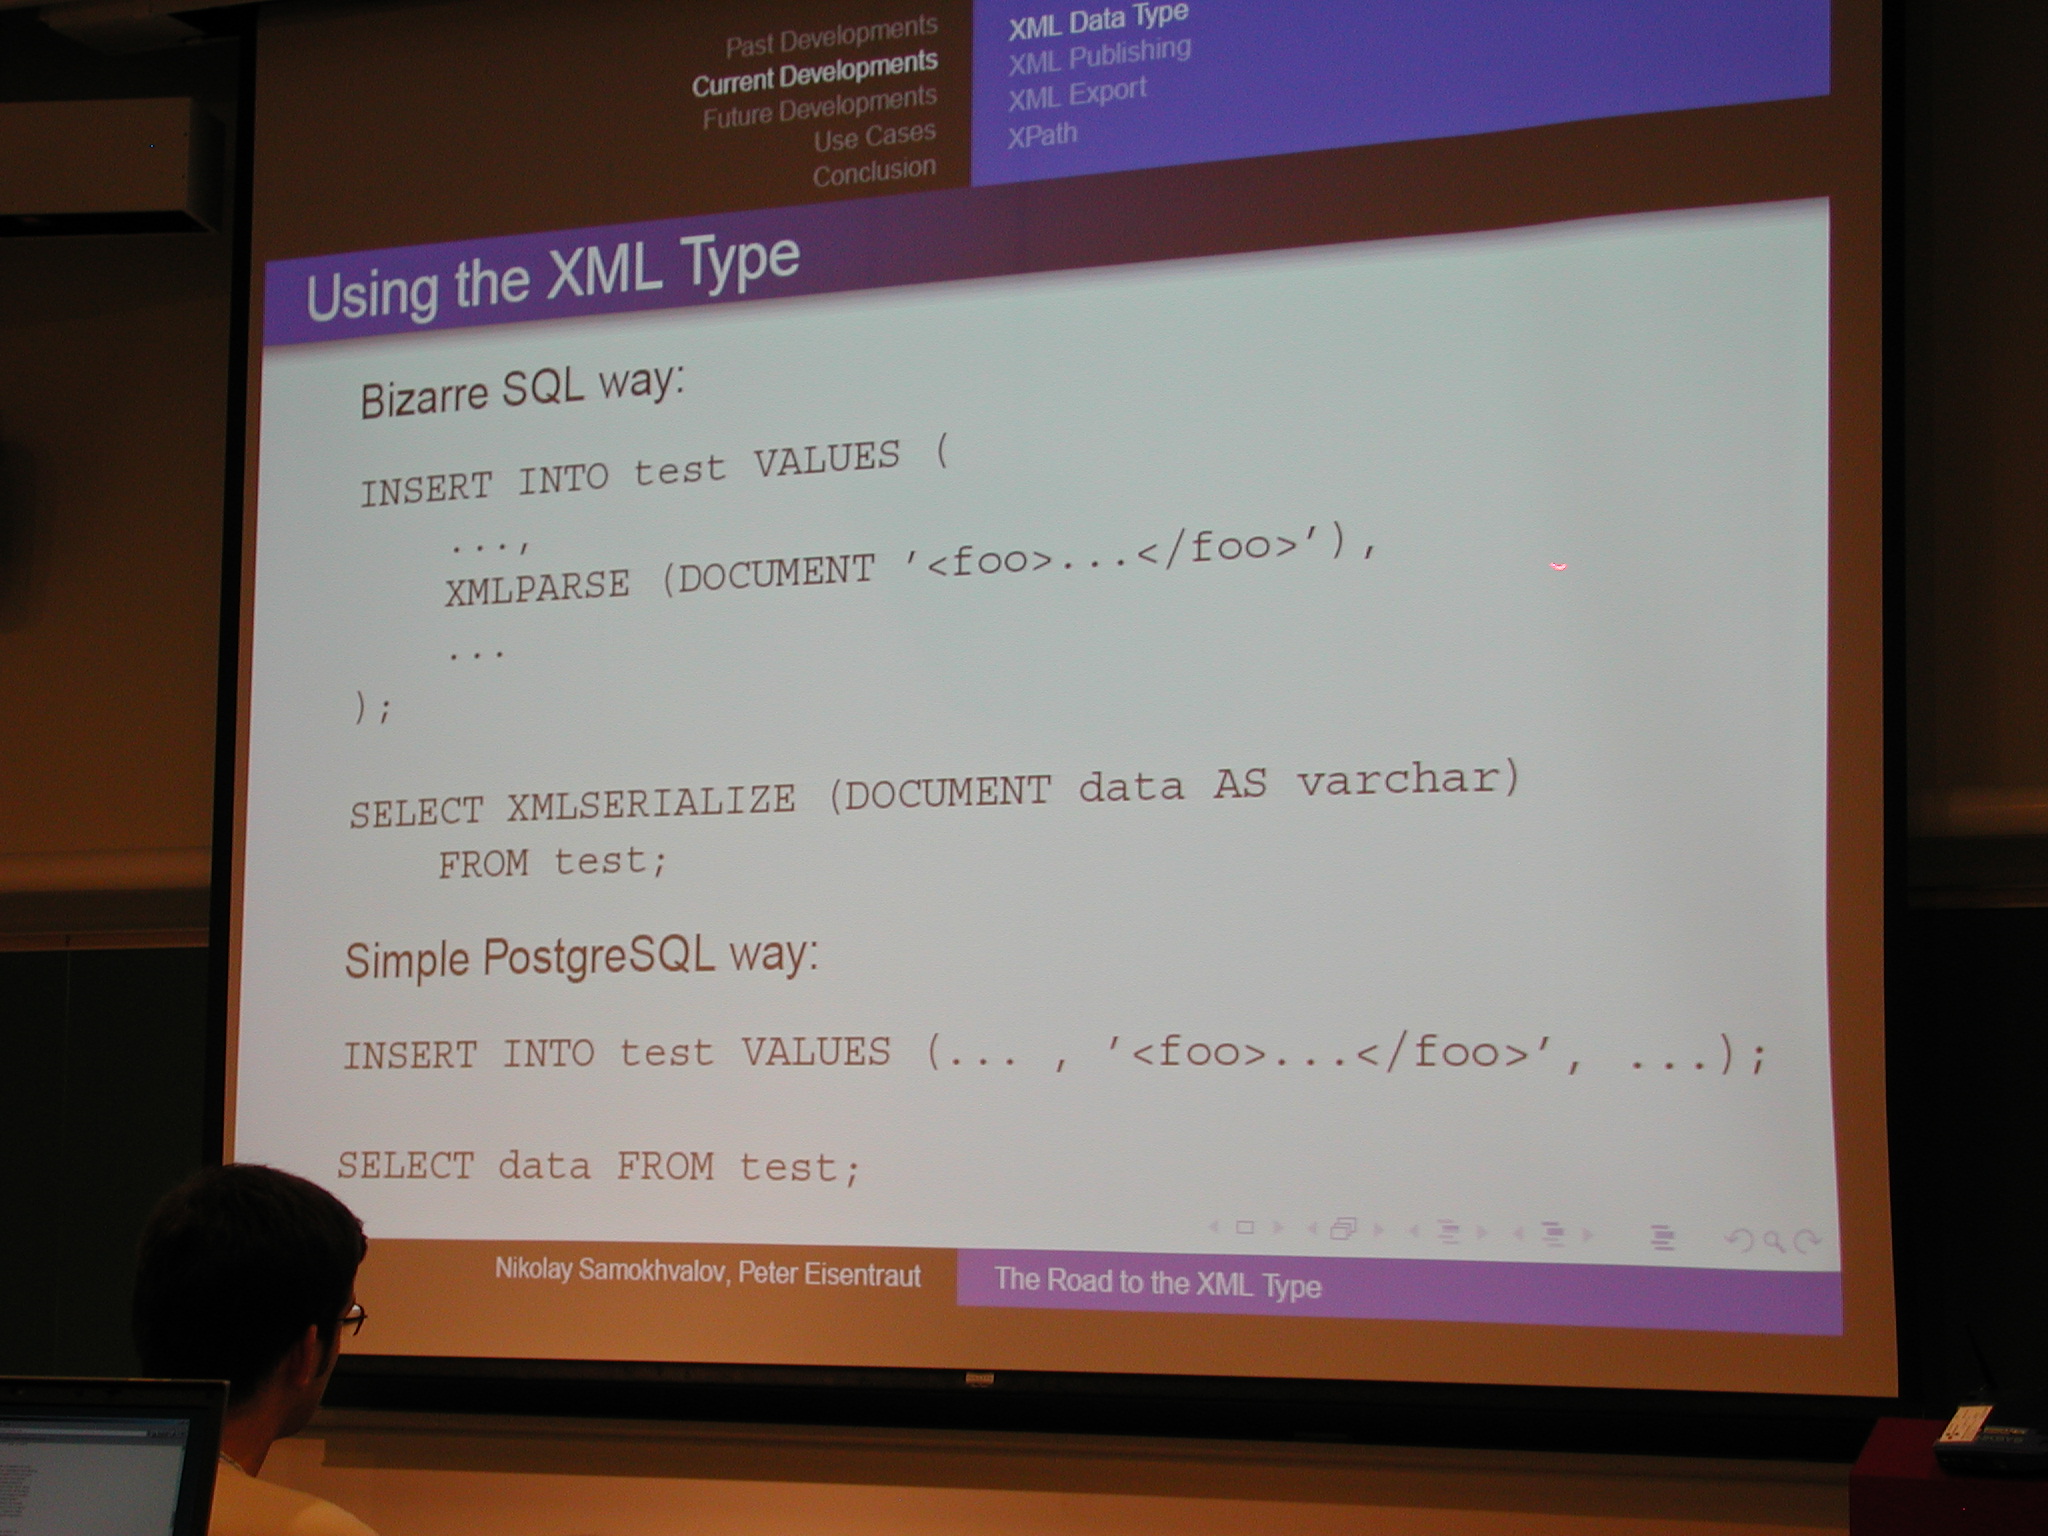 Past Developments
Current Developments
Future Developments
Use Cases
Conclusion
XML Data Type
XML Publishing
XML Export
XPath
Using the XML Type
Bizarre SQL way:
INSERT INTO test VALUES (
...,
XMLPARSE (DOCUMENT '<foo>...</foo>'),
...
);
SELECT XMLSERIALIZE (DOCUMENT data AS varchar)
FROM test;
Simple PostgreSQL way:
INSERT INTO test VALUES (... , '<foo>...</foo>', ...);
SELECT data FROM test;
Nikolay Samokhvalov, Peter Eisentraut
The Road to the XML Type